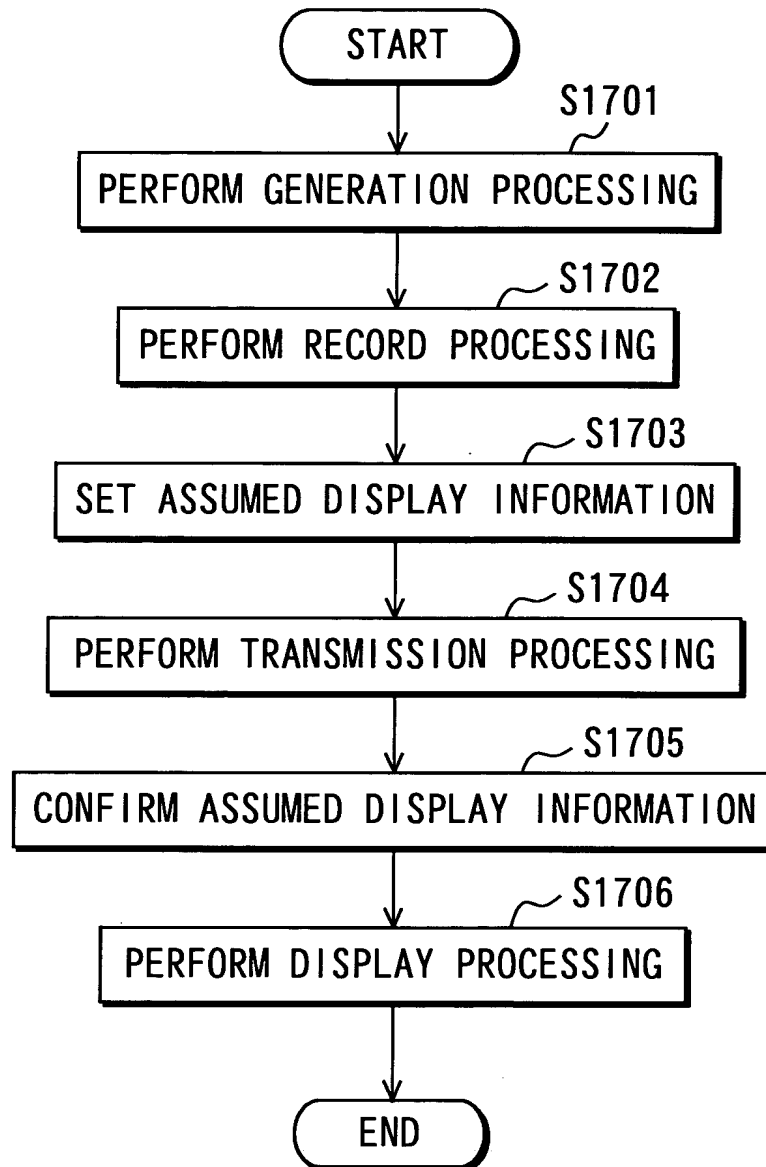 START
S1701
PERFORM GENERATION PROCESSING
S1702
PERFORM RECORD PROCESSING
S1703
SET ASSUMED DISPLAY INFORMATION
S1704
PERFORM TRANSMISSION PROCESSING
S1705
CONFIRM ASSUMED DISPLAY INFORMATION
S1706
PERFORM DISPLAY PROCESSING
END